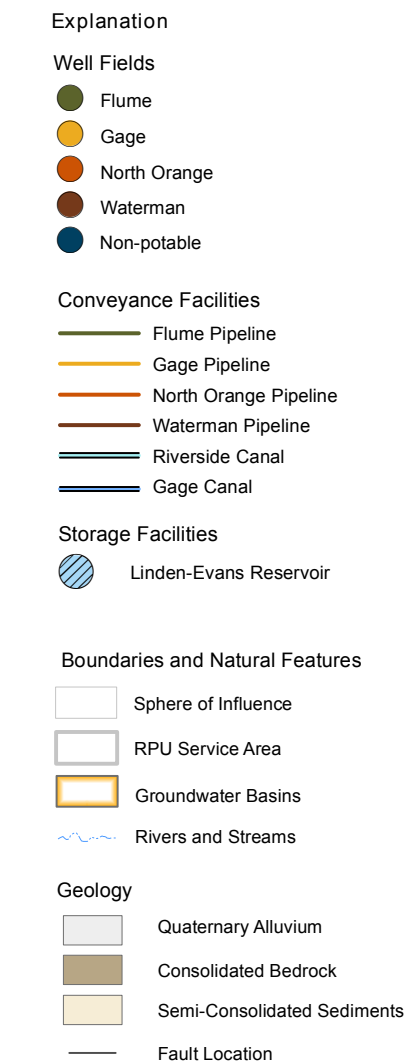 Explanation
Well Fields
Flume
Gage
North Orange
Waterman
Non-potable
Conveyance Facilities
Flume Pipeline
Gage Pipeline
North Orange Pipeline
Waterman Pipeline
Riverside Canal
Gage Canal
Storage Facilities
Linden-Evans Reservoir
Boundaries and Natural Features
Sphere of Influence
RPU Service Area
Groundwater Basins
Rivers and Streams
Geology
Quaternary Alluvium
Consolidated Bedrock
Semi-Consolidated Sediments
Fault Location